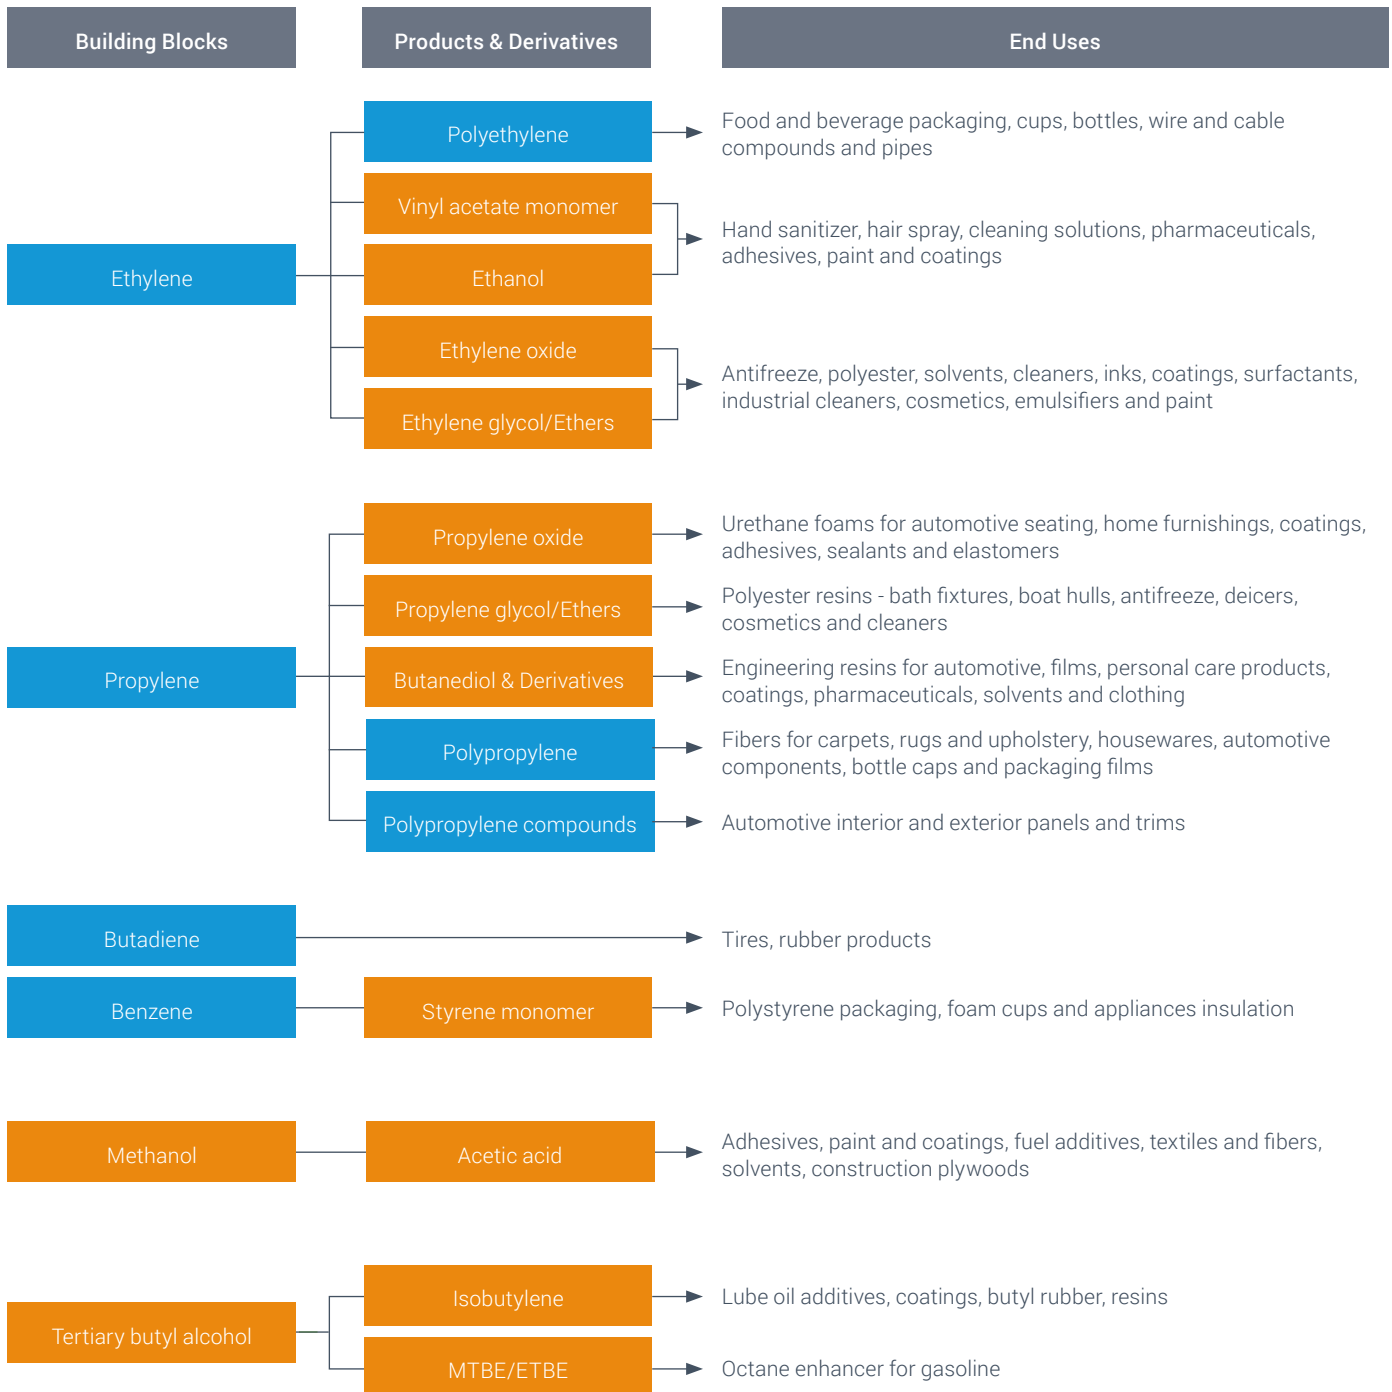 Building Blocks
Products & Derivatives
End Uses
Ethylene
Polyethylene
Food and beverage packaging, cups, bottles, wire and cable
compounds and pipes
Vinyl acetate monomer
Ethanol
Hand sanitizer, hair spray, cleaning solutions, pharmaceuticals,
adhesives, paint and coatings
Ethylene oxide
Ethylene glycol/Ethers
Antifreeze, polyester, solvents, cleaners, inks, coatings, surfactants,
industrial cleaners, cosmetics, emulsifiers and paint
Propylene
Propylene oxide
Urethane foams for automotive seating, home furnishings, coatings,
adhesives, sealants and elastomers
Propylene glycol/Ethers
Polyester resins - bath fixtures, boat hulls, antifreeze, deicers,
cosmetics and cleaners
Butanediol & Derivatives
Engineering resins for automotive, films, personal care products,
coatings, pharmaceuticals, solvents and clothing
Polypropylene
Fibers for carpets, rugs and upholstery, housewares, automotive
components, bottle caps and packaging films
Polypropylene compounds
Automotive interior and exterior panels and trims
Butadiene
Tires, rubber products
Benzene
Styrene monomer
Polystyrene packaging, foam cups and appliances insulation
Methanol
Acetic acid
Adhesives, paint and coatings, fuel additives, textiles and fibers,
solvents, construction plywoods
Tertiary butyl alcohol
Isobutylene
Lube oil additives, coatings, butyl rubber, resins
MTBE/ETBE
Octane enhancer for gasoline